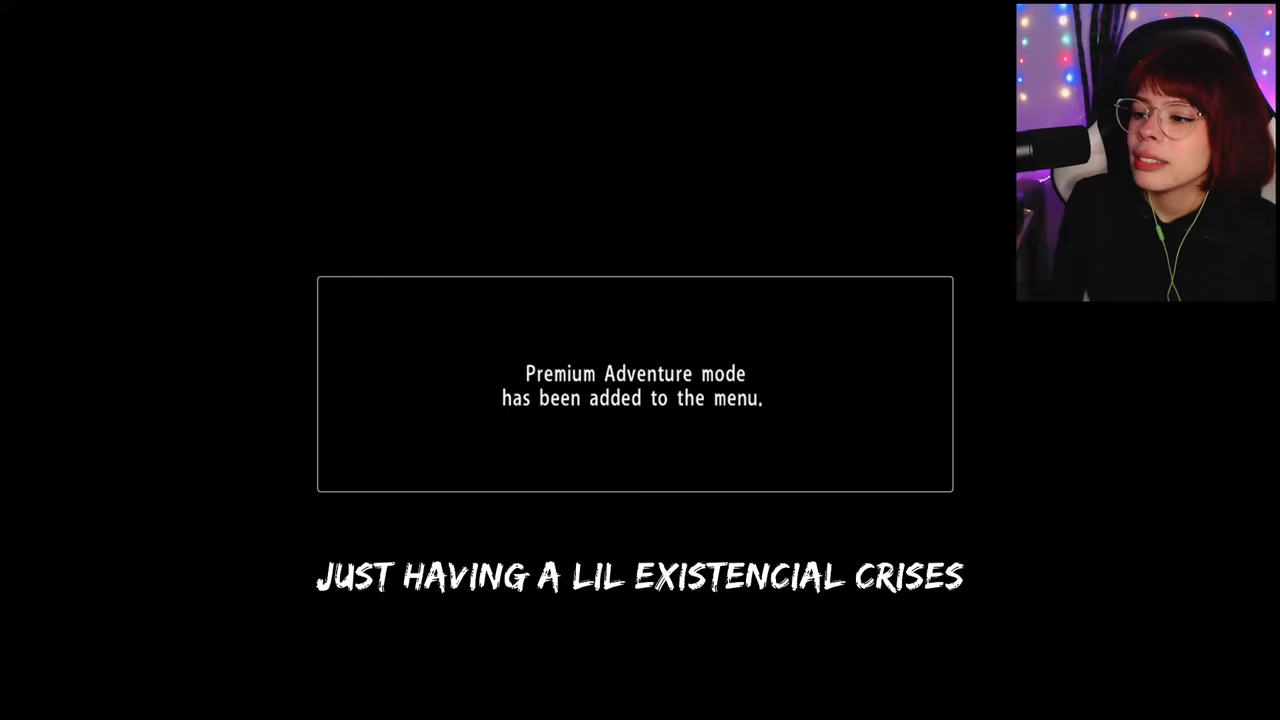 Premium Adventure mode
has been added to the menu.
JUST HAVING A LIL EXISTENCIAL CRISES